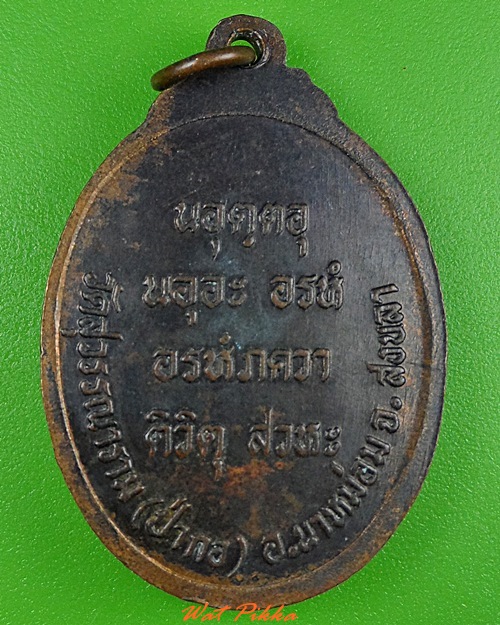 นอุตฺตอุ
นอุอะ อรหํ
อรหํภควา
ติวิตุ สวหะ
วัดสุวรรณาราม (ป่ากอ) อ.นาหม่อม จ. สงขลา
Wat Pikka